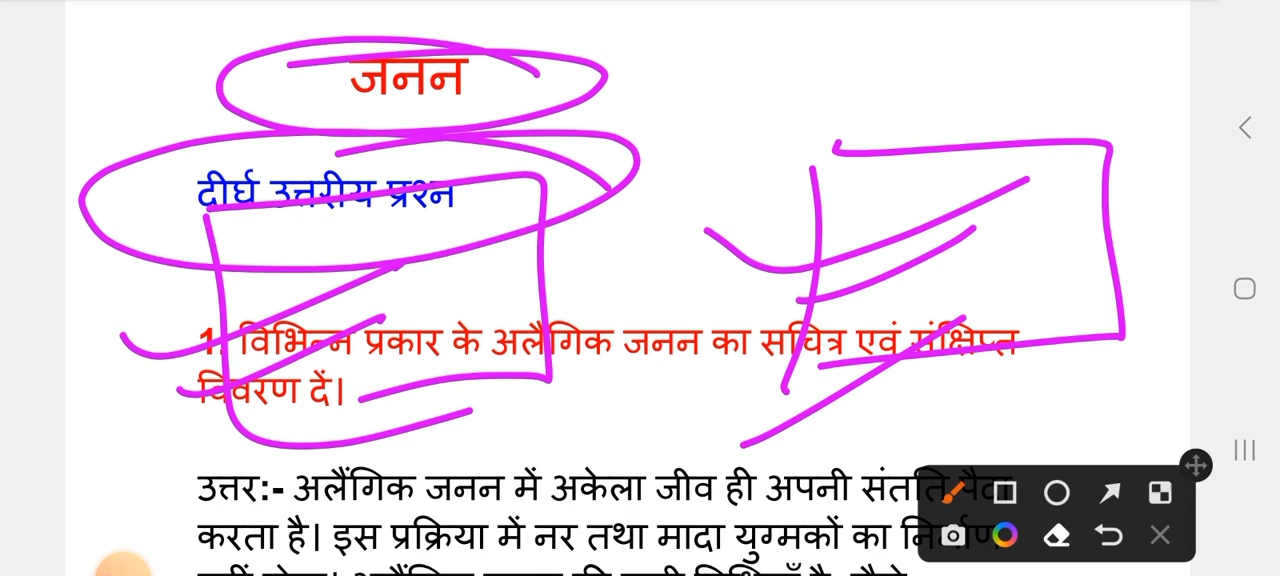 जनन
दीर्घ उत्तरीय प्रश्न
1. विभिन्न प्रकार के अलैगिक जनन का सचित्र एवं संक्षिप्त
विवरण दें।
उत्तर:- अलैंगिक जनन में अकेला जीव ही अपनी संतति पैदा
करता है। इस प्रक्रिया में नर तथा मादा युग्मकों का निर्माण